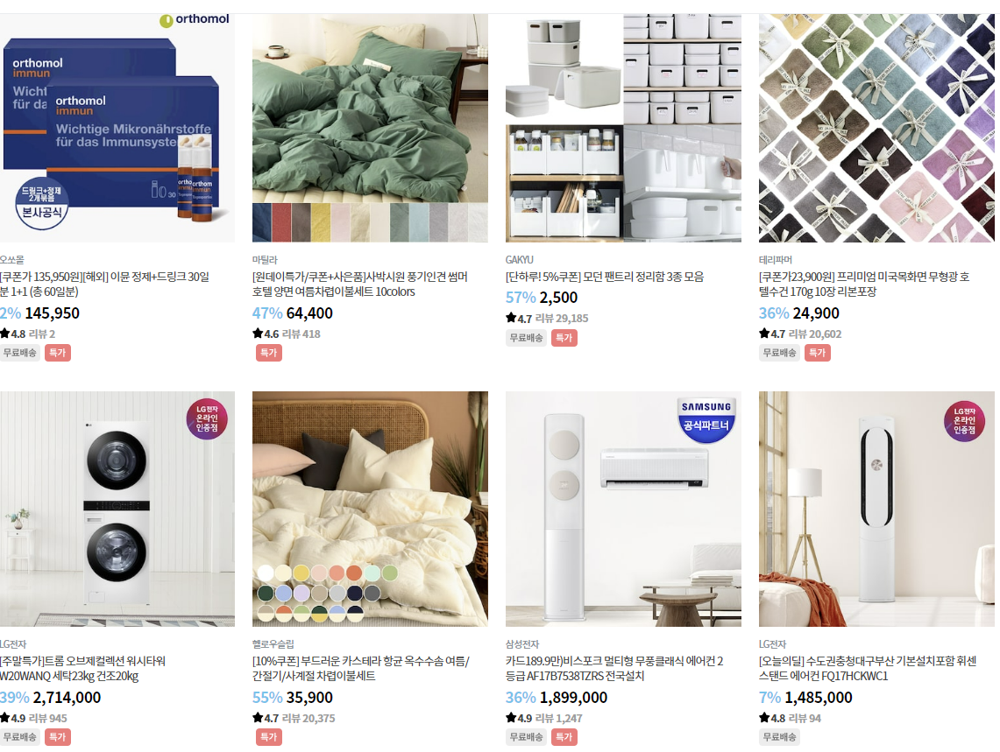 orthomol
orthomol
immun
Wicht
für da
orthomol
immun
Wichtige Mikronährstoffe
für das Immunsyste
드링크+정제
2개묶음
본사공식
30
오쏘몰
[쿠폰가 135,950원][해외] 이뮨 정제+드링크 30일
분 1+1 (총 60일분)
2% 145,950
4.8 리뷰 2
무료배송 특가
마틸라
[원데이특가/쿠폰+사은품]사박시원 풍기인견 썸머
호텔 양면 여름차렵이불세트 10colors
47% 64,400
4.6 리뷰 418
특가
GAKYU
[단하루! 5%쿠폰] 모던 팬트리 정리함 3종 모음
57% 2,500
4.7 리뷰 29,185
무료배송 특가
테리파머
[쿠폰가23,900원] 프리미엄 미국목화면 무형광 호
텔수건 170g 10장 리본포장
36% 24,900
4.7 리뷰 20,602
무료배송 특가
LG전자
온라인
인증점
LG전자
[주말특가]트롬 오브제컬렉션 워시타워
W20WANQ 세탁23kg 건조20kg
39% 2,714,000
4.9 리뷰 945
무료배송 특가
헬로우슬립
[10%쿠폰] 부드러운 카스테라 항균 옥수수솜 여름/
간절기/사계절 차렵이불세트
55% 35,900
4.7 리뷰 20,375
특가
SAMSUNG
공식파트너
삼성전자
카드189.9만)비스포크 멀티형 무풍클래식 에어컨 2
등급 AF17B7538TZRS 전국설치
36% 1,899,000
4.9 리뷰 1,247
무료배송 특가
LG전자
온라인
인증점
LG전자
[오늘의딜] 수도권충청대구부산 기본설치포함 휘센
스탠드 에어컨 FQ17HCKWC1
7% 1,485,000
4.8 리뷰 94
무료배송